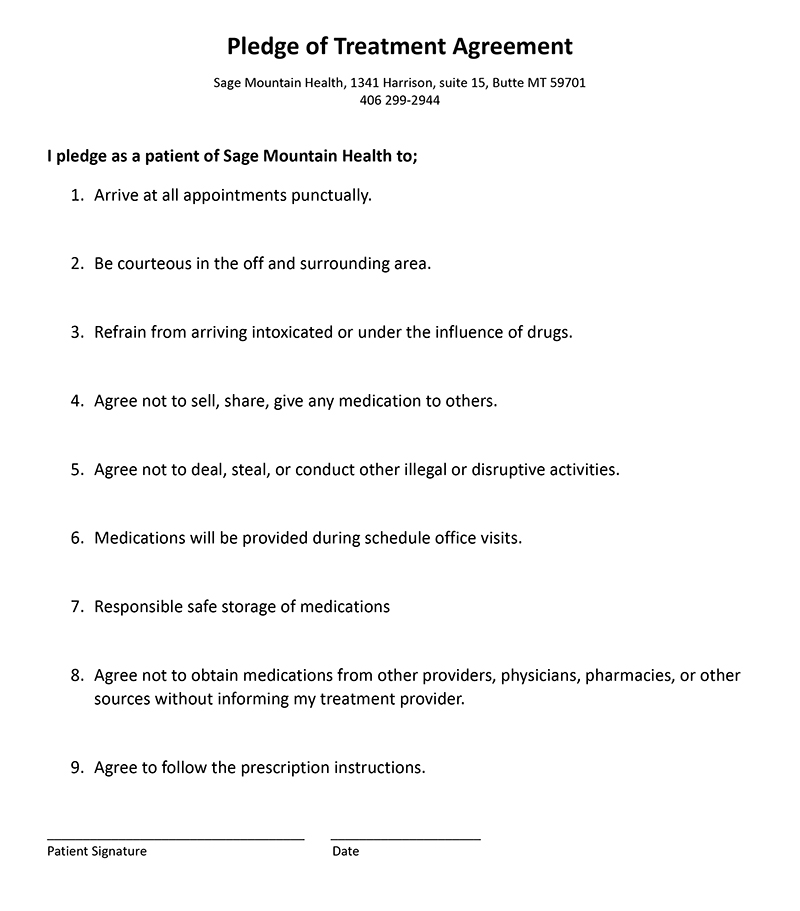 Pledge of Treatment Agreement
Sage Mountain Health, 1341 Harrison, suite 15, Butte MT 59701
406 299-2944
I pledge as a patient of Sage Mountain Health to;
1. Arrive at all appointments punctually.
2. Be courteous in the off and surrounding area.
3. Refrain from arriving intoxicated or under the influence of drugs.
4. Agree not to sell, share, give any medication to others.
5. Agree not to deal, steal, or conduct other illegal or disruptive activities.
6. Medications will be provided during schedule office visits.
7. Responsible safe storage of medications
8. Agree not to obtain medications from other providers, physicians, pharmacies, or other
sources without informing my treatment provider.
9. Agree to follow the prescription instructions.
Patient Signature Date